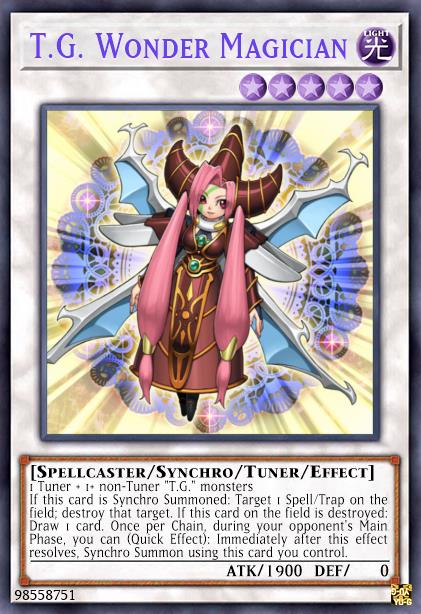 T.G. Wonder Magician
LIGHT
光
[Spellcaster/Synchro/Tuner/Effect]
1 Tuner + 1+ non-Tuner "T.G." monsters
If this card is Synchro Summoned: Target 1 Spell/Trap on the
field; destroy that target. If this card on the field is destroyed:
Draw 1 card. Once per Chain, during your opponent's Main
Phase, you can (Quick Effect): Immediately after this effect
resolves, Synchro Summon using this card you control.
ATK/1900 DEF/ 0
98558751